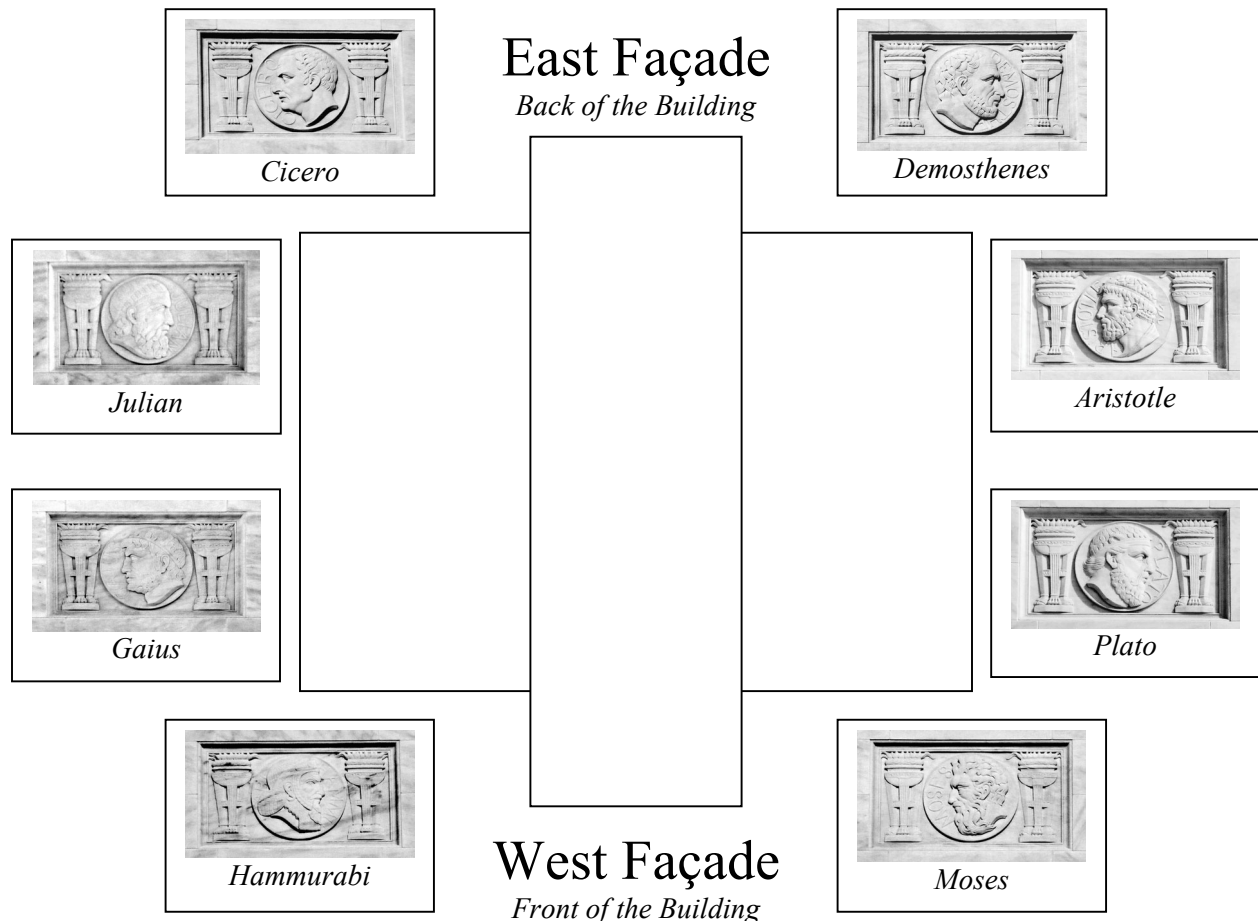 East Façade
Back of the Building
Cicero
Demosthenes
Julian
Aristotle
Gaius
Plato
Hammurabi
Moses
West Façade
Front of the Building